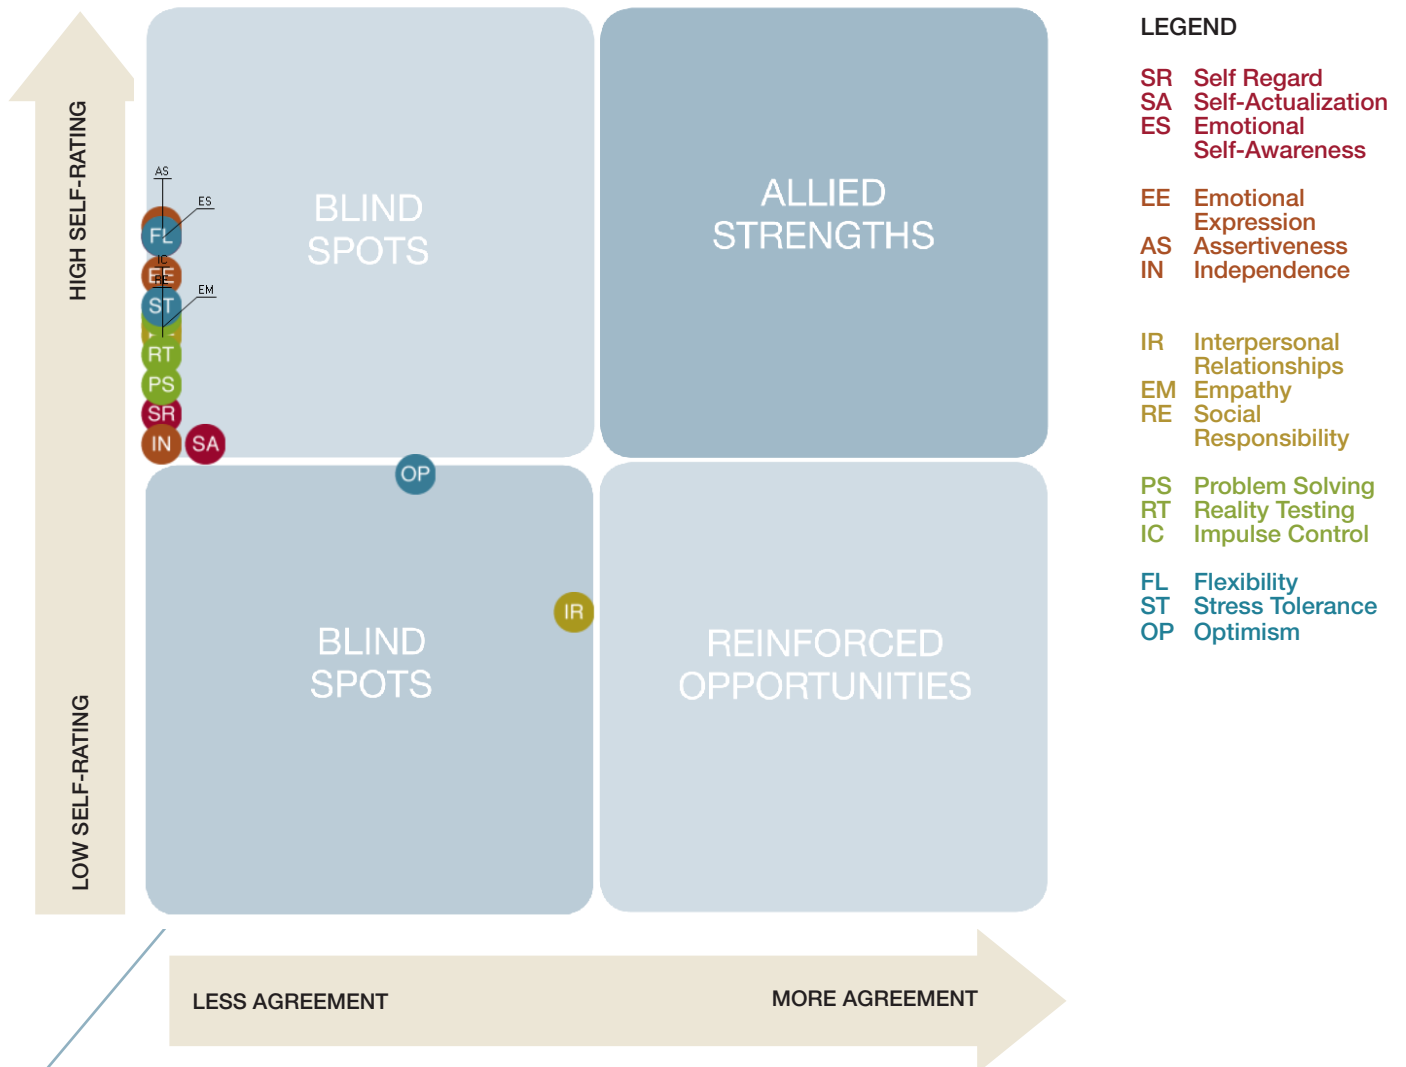 HIGH SELF-RATING
LOW SELF-RATING
BLIND
SPOTS
ALLIED
STRENGTHS
AS
ES
FL
IC
EE
RE
EM
ST
RT
PS
SR
IN
SA
OP
IR
BLIND
SPOTS
REINFORCED
OPPORTUNITIES
LESS AGREEMENT
MORE AGREEMENT
LEGEND
SR Self Regard
SA Self-Actualization
ES Emotional
Self-Awareness
EE Emotional
Expression
AS Assertiveness
IN Independence
IR Interpersonal
Relationships
EM Empathy
RE Social
Responsibility
PS Problem Solving
RT Reality Testing
IC Impulse Control
FL Flexibility
ST Stress Tolerance
OP Optimism